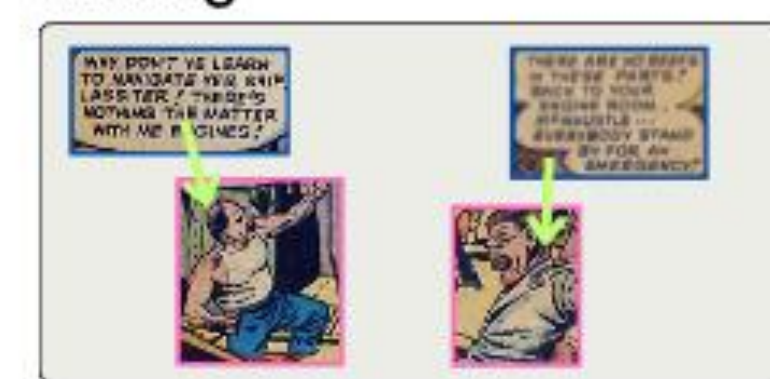 WHY DON'T YE LEARN
TO NAVIGATE YER SHIP,
LASSITER! THERE'S
NOTHING THE MATTER
WITH ME ENGINES!
THERE ARE NO REEFS
IN THESE PARTS!
BACK TO YOUR
ENGINE ROOM,
EVERYBODY STAND
BY FOR AN
EMERGENCY!